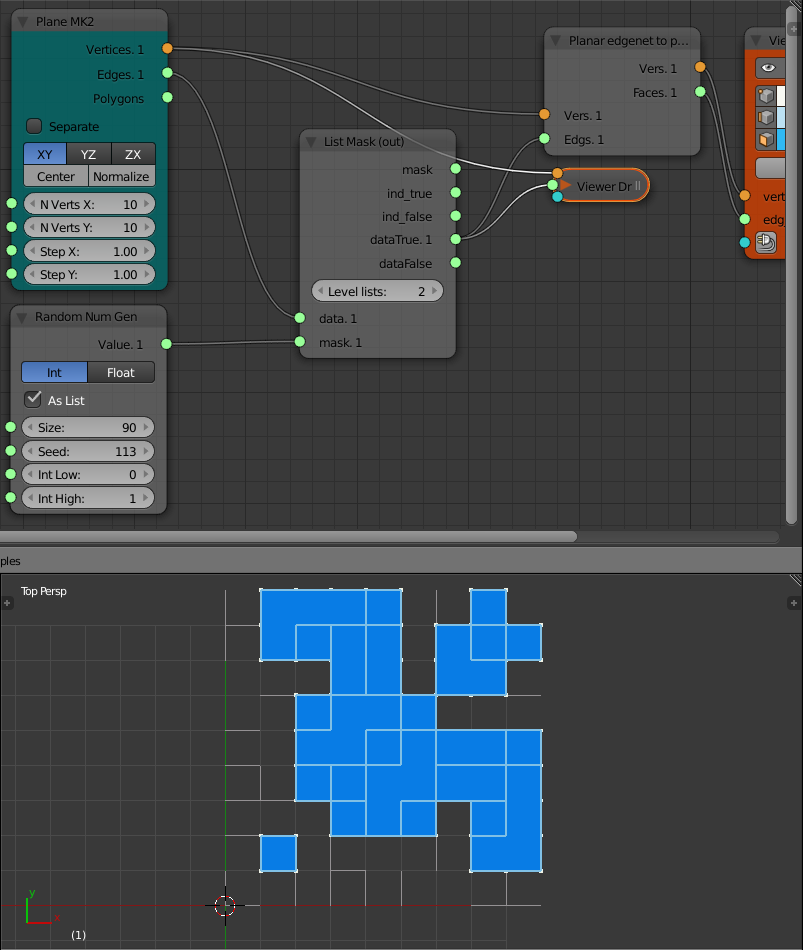 Plane MK2
Vertices. 1
Edges. 1
Polygons
Separate
XY YZ ZX
Center Normalize
N Verts X: 10
N Verts Y: 10
Step X: 1.00
Step Y: 1.00
Random Num Gen
Value. 1
Int Float
As List
Size: 90
Seed: 113
Int Low: 0
Int High: 1
List Mask (out)
mask
ind_true
ind_false
dataTrue. 1
dataFalse
Level lists: 2
data. 1
mask. 1
Planar edgenet to p...
Vers. 1
Faces. 1
Vers. 1
Edgs. 1
Viewer Dr
Vie
vert
edg
ples
Top Persp
y
x
(1)